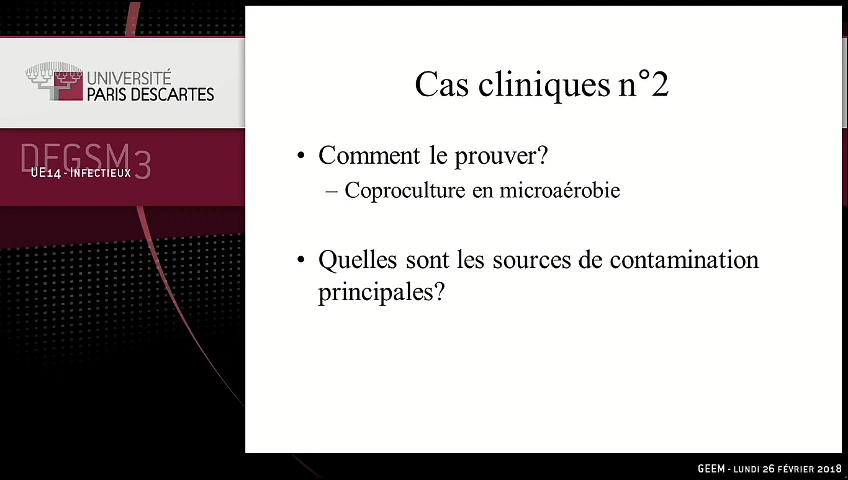 UNIVERSITÉ
PARIS DESCARTES
DFGSM3
UE14 - INFECTIEUX
Cas cliniques n°2
• Comment le prouver?
– Coproculture en microaérobie
• Quelles sont les sources de contamination
principales?
GEEM - LUNDI 26 FÉVRIER 2018